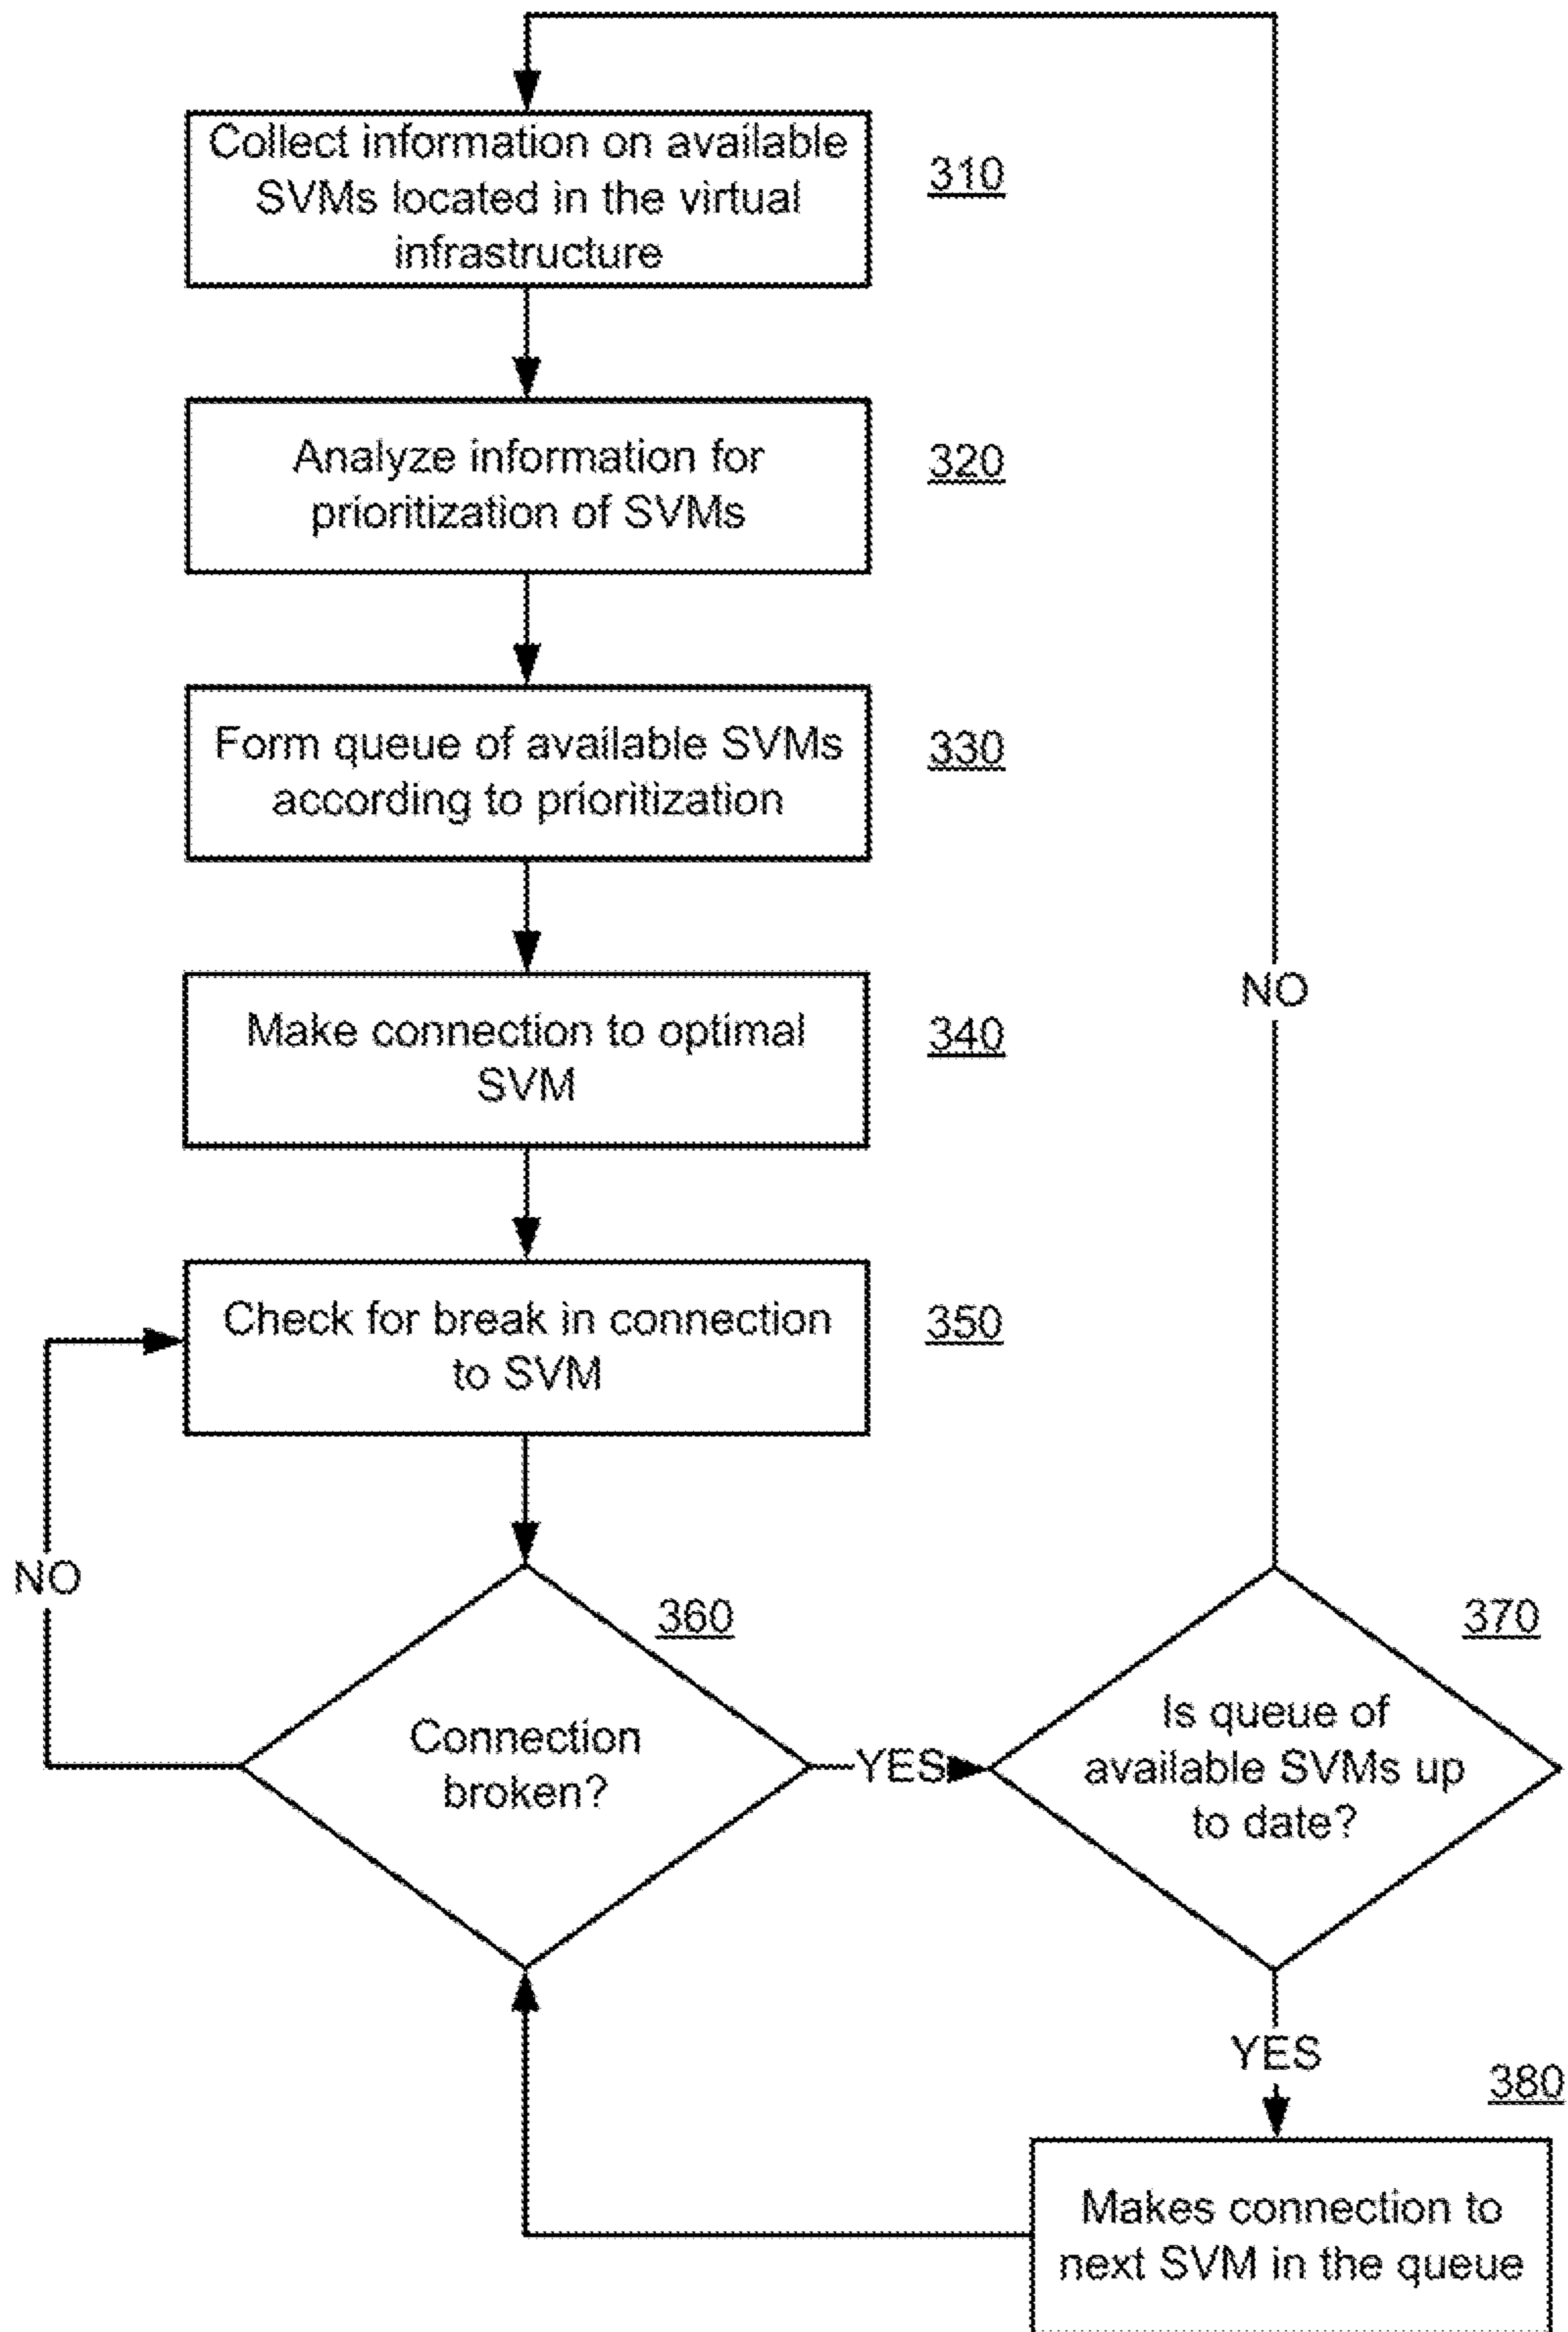 Collect information on available
SVMs located in the virtual
infrastructure
310
Analyze information for
prioritization of SVMs
320
Form queue of available SVMs
according to prioritization
330
Make connection to optimal
SVM
340
Check for break in connection
to SVM
350
NO
NO
360
Connection
broken?
YES
370
Is queue of
available SVMs up
to date?
YES
380
Makes connection to
next SVM in the queue